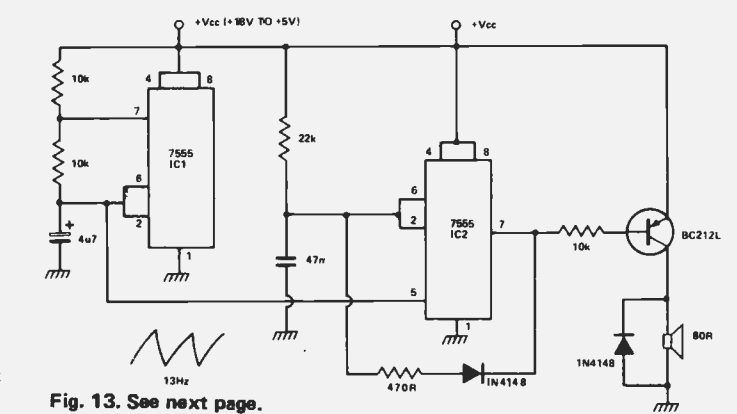 +Vcc (+18V TO +5V)
+Vcc
10k
4
8
7
7555
IC1
10k
6
2
+
4u7
1
22k
47n
4
8
6
2
7555
IC2
7
5
1
10k
BC212L
1N4148
80R
470R
1N4148
13Hz
Fig. 13. See next page.